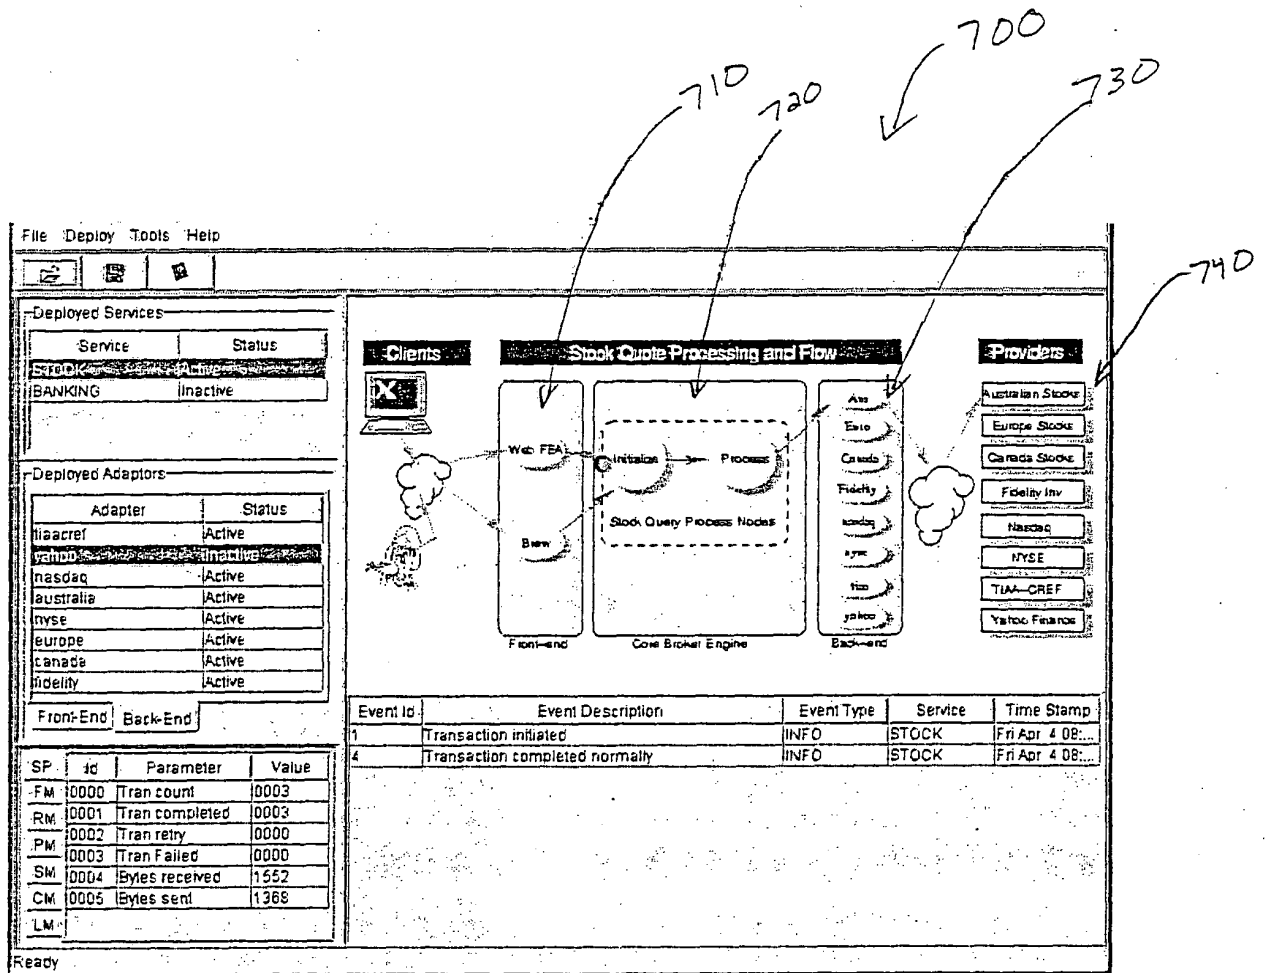 700
710
720
730
740
File Deploy Tools Help
Deployed Services
Service Status
STOCK Active
BANKING Inactive
Deployed Adaptors
Adapter Status
tiaacref Active
yahoo Inactive
nasdaq Active
australia Active
nyse Active
europe Active
canada Active
fidelity Active
Front-End Back-End
SP Id Parameter Value
FM 0000 Tran count 0003
RM 0001 Tran completed 0003
PM 0002 Tran retry 0000
0003 Tran Failed 0000
SM 0004 Bytes received 1552
CM 0005 Bytes sent 1368
LM
Ready
Clients
Stock Quote Processing and Flow
Providers
Web FEA
Brew
Initialize
Process
Stock Query Process Nodes
Front-end
Core Broker Engine
Back-end
Canada
Fidelity
nasdaq
nyse
yahoo
Australian Stocks
Europe Stocks
Canada Stocks
Fidelity Inv
Nasdaq
NYSE
TIAA-CREF
Yahoo Finance
Event Id Event Description Event Type Service Time Stamp
1 Transaction initiated INFO STOCK Fri Apr 4 08:...
4 Transaction completed normally INFO STOCK Fri Apr 4 08:...